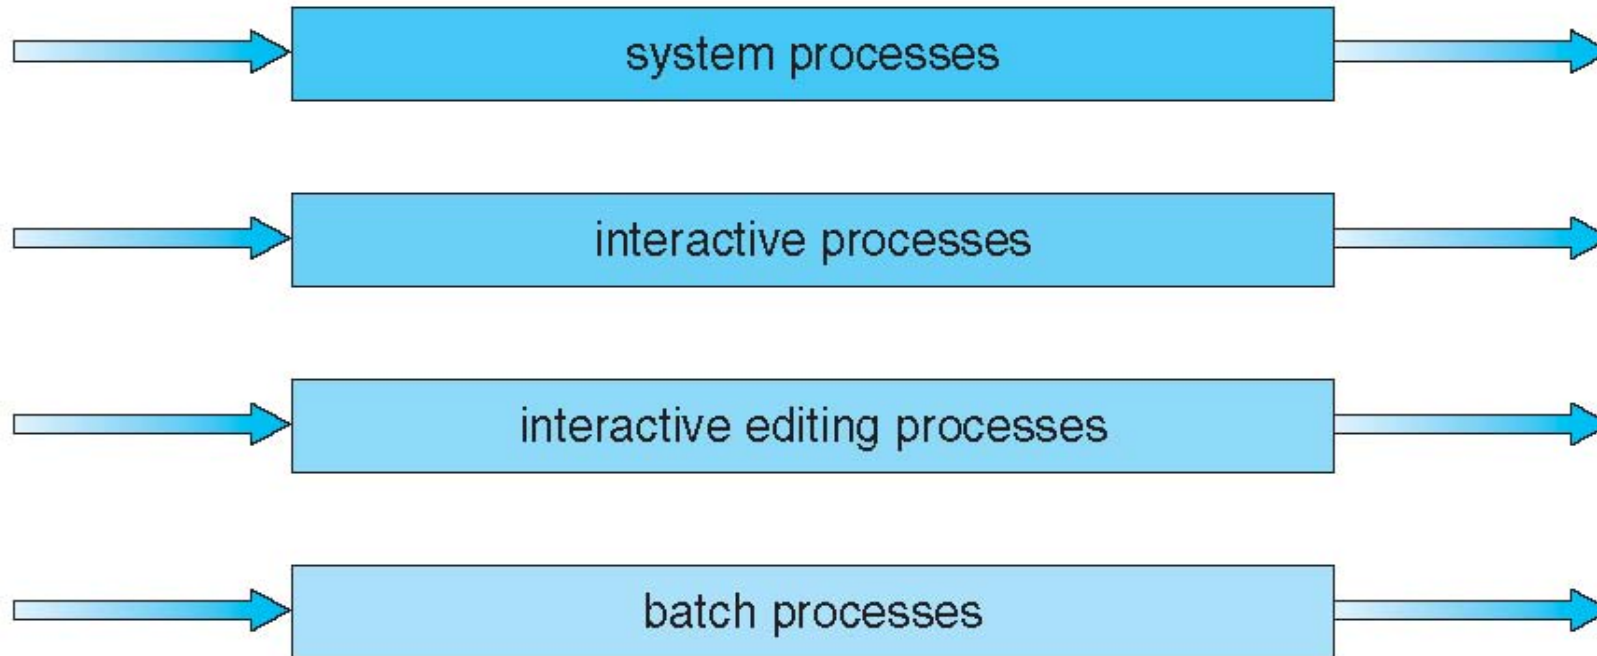 system processes
interactive processes
interactive editing processes
batch processes